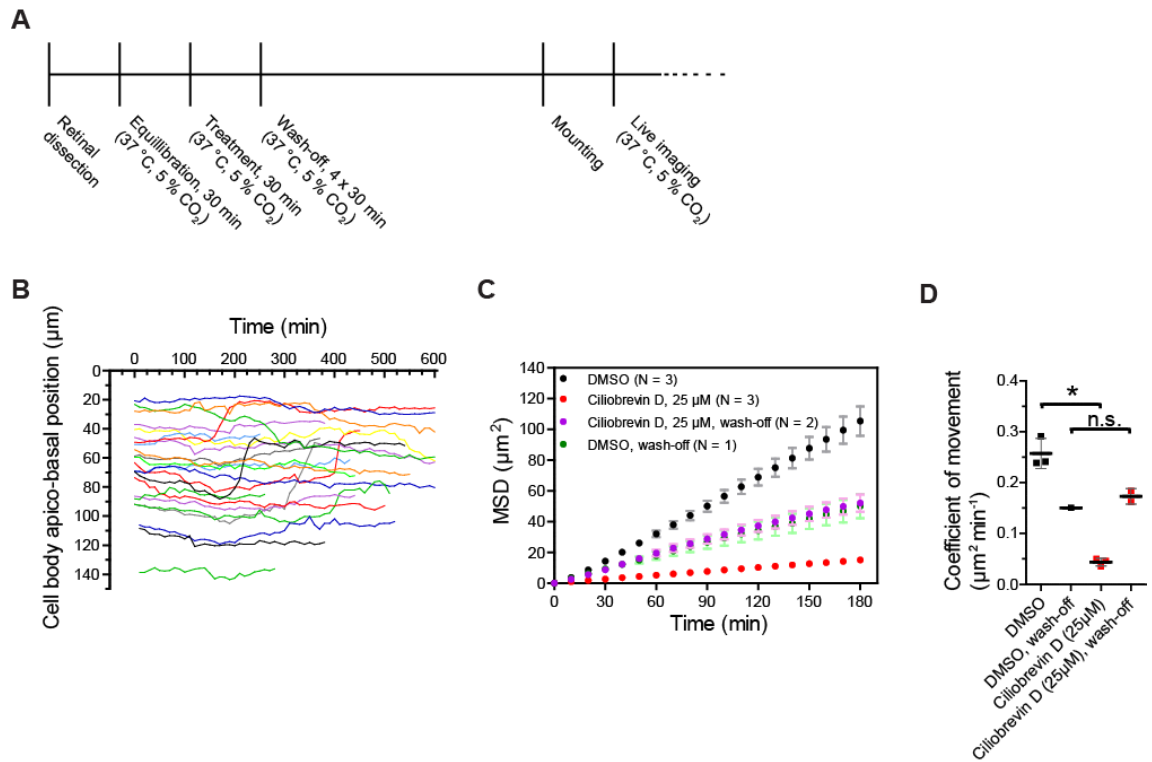 A
Retinal
dissection
Equillibration, 30 min
(37 °C, 5 % CO₂)
Treatment, 30 min
(37 °C, 5 % CO₂)
Wash-off, 4 x 30 min
(37 °C, 5 % CO₂)
Mounting
Live imaging
(37 °C, 5 % CO₂)
B
Time (min)
0 100 200 300 400 500 600
Cell body apico-basal position (µm)
0
20
40
60
80
100
120
140
C
MSD (µm²)
140
120
100
80
60
40
20
0
DMSO (N = 3)
Ciliobrevin D, 25 µM (N = 3)
Ciliobrevin D, 25 µM, wash-off (N = 2)
DMSO, wash-off (N = 1)
0 30 60 90 120 150 180
Time (min)
D
Coefficient of movement
(µm² min⁻¹)
0.4
0.3
0.2
0.1
0.0
*
n.s.
DMSO
DMSO, wash-off
Ciliobrevin D (25µM)
Ciliobrevin D (25µM), wash-off